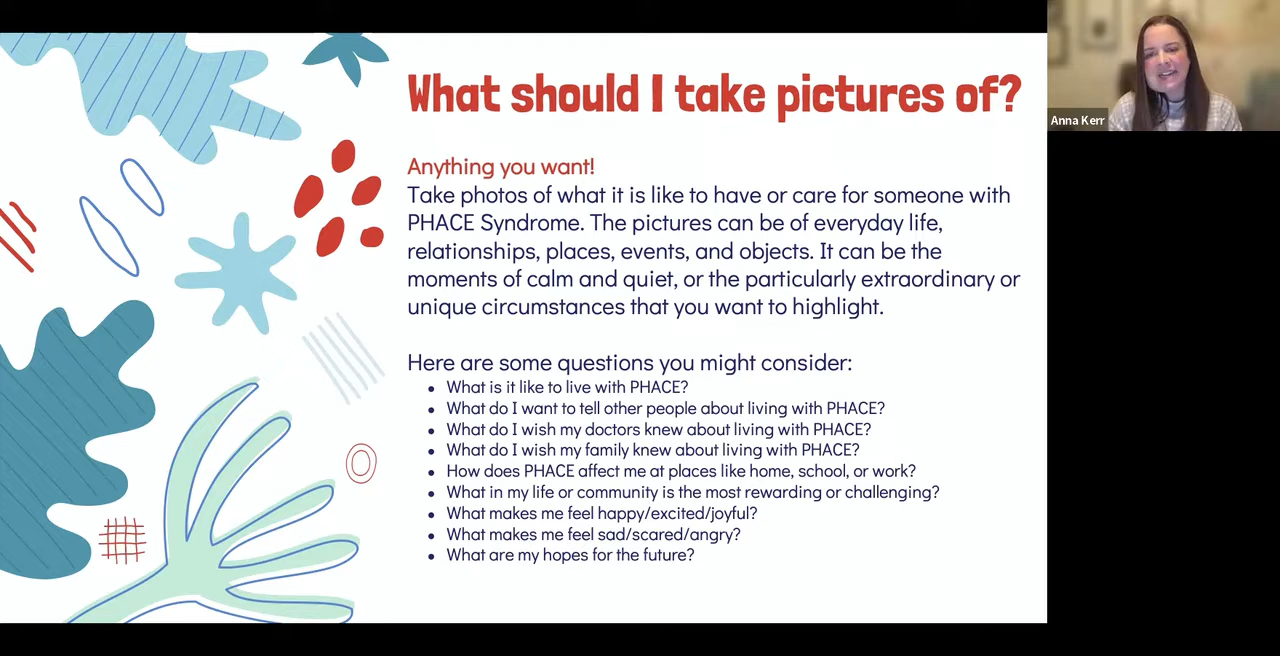 What should I take pictures of?
Anything you want!
Take photos of what it is like to have or care for someone with
PHACE Syndrome. The pictures can be of everyday life,
relationships, places, events, and objects. It can be the
moments of calm and quiet, or the particularly extraordinary or
unique circumstances that you want to highlight.
Here are some questions you might consider:
• What is it like to live with PHACE?
• What do I want to tell other people about living with PHACE?
• What do I wish my doctors knew about living with PHACE?
• What do I wish my family knew about living with PHACE?
• How does PHACE affect me at places like home, school, or work?
• What in my life or community is the most rewarding or challenging?
• What makes me feel happy/excited/joyful?
• What makes me feel sad/scared/angry?
• What are my hopes for the future?
Anna Kerr